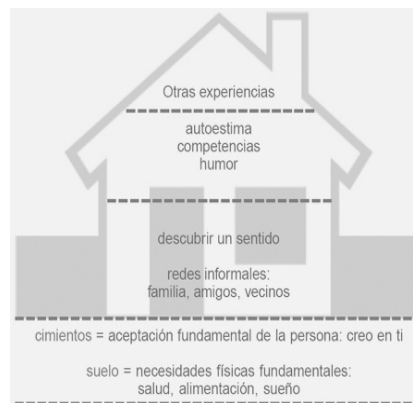 Otras experiencias
autoestima
competencias
humor
descubrir un sentido
redes informales:
familia, amigos, vecinos
cimientos = aceptación fundamental de la persona: creo en ti
suelo = necesidades físicas fundamentales:
salud, alimentación, sueño